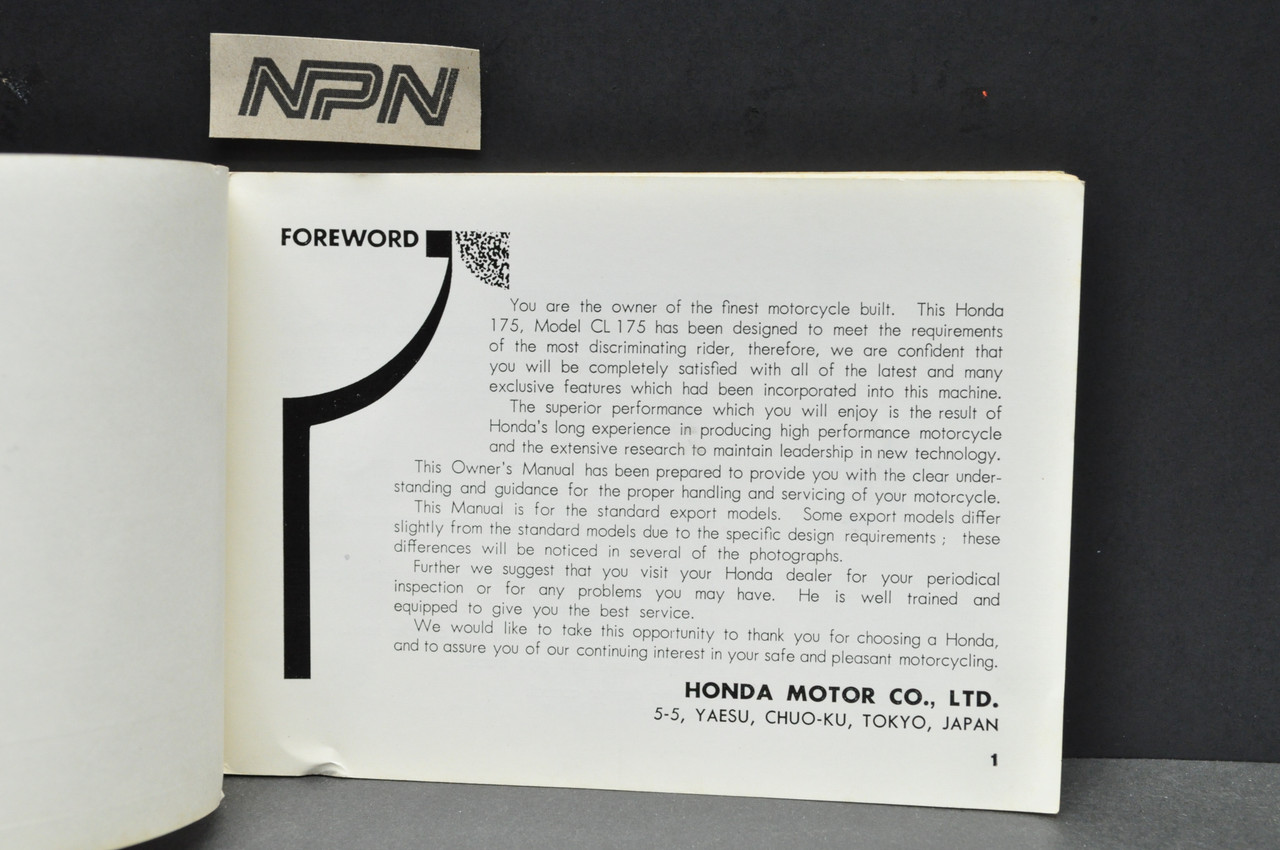 NPN
FOREWORD
You are the owner of the finest motorcycle built. This Honda
175, Model CL 175 has been designed to meet the requirements
of the most discriminating rider, therefore, we are confident that
you will be completely satisfied with all of the latest and many
exclusive features which had been incorporated into this machine.
The superior performance which you will enjoy is the result of
Honda's long experience in producing high performance motorcycle
and the extensive research to maintain leadership in new technology.
This Owner's Manual has been prepared to provide you with the clear under-
standing and guidance for the proper handling and servicing of your motorcycle.
This Manual is for the standard export models. Some export models differ
slightly from the standard models due to the specific design requirements ; these
differences will be noticed in several of the photographs.
Further we suggest that you visit your Honda dealer for your periodical
inspection or for any problems you may have. He is well trained and
equipped to give you the best service.
We would like to take this opportunity to thank you for choosing a Honda,
and to assure you of our continuing interest in your safe and pleasant motorcycling.
HONDA MOTOR CO., LTD.
5-5, YAESU, CHUO-KU, TOKYO, JAPAN
1